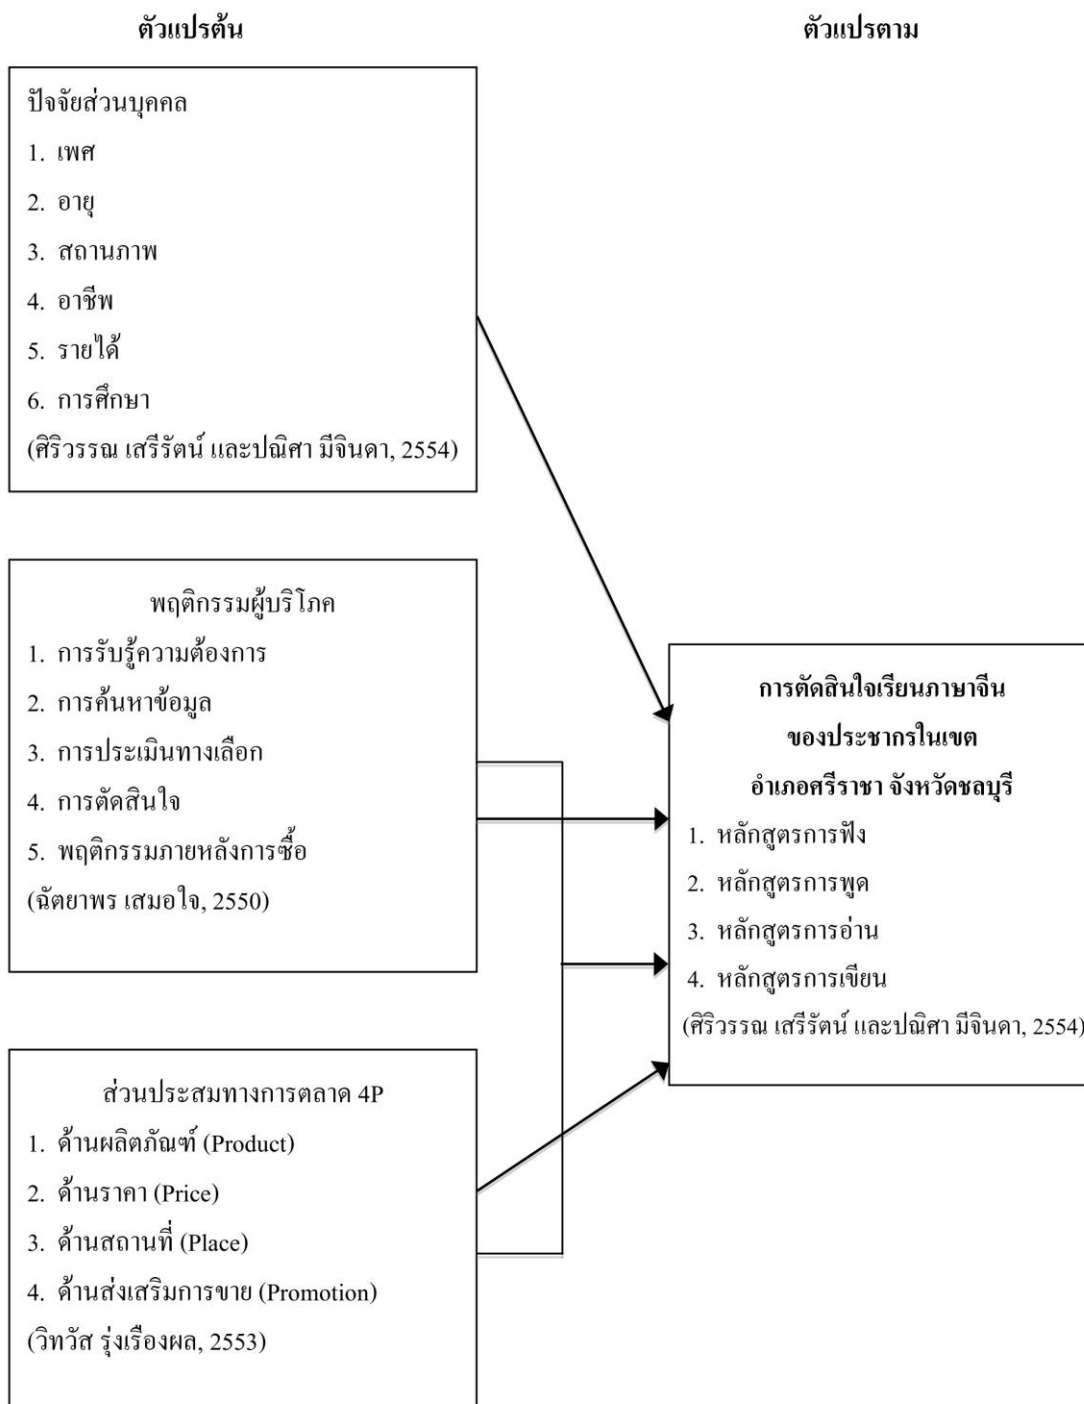 ตัวแปรต้น
ตัวแปรตาม
ปัจจัยส่วนบุคคล
1. เพศ
2. อายุ
3. สถานภาพ
4. อาชีพ
5. รายได้
6. การศึกษา
(ศิริวรรณ เสรีรัตน์ และปณิศา มีจินดา, 2554)
พฤติกรรมผู้บริโภค
1. การรับรู้ความต้องการ
2. การค้นหาข้อมูล
3. การประเมินทางเลือก
4. การตัดสินใจ
5. พฤติกรรมภายหลังการซื้อ
(ฉัตยาพร เสมอใจ, 2550)
ส่วนประสมทางการตลาด 4P
1. ด้านผลิตภัณฑ์ (Product)
2. ด้านราคา (Price)
3. ด้านสถานที่ (Place)
4. ด้านส่งเสริมการขาย (Promotion)
(วิทวัส รุ่งเรืองผล, 2553)
การตัดสินใจเรียนภาษาจีน
ของประชากรในเขต
อำเภอศรีราชา จังหวัดชลบุรี
1. หลักสูตรการฟัง
2. หลักสูตรการพูด
3. หลักสูตรการอ่าน
4. หลักสูตรการเขียน
(ศิริวรรณ เสรีรัตน์ และปณิศา มีจินดา, 2554)